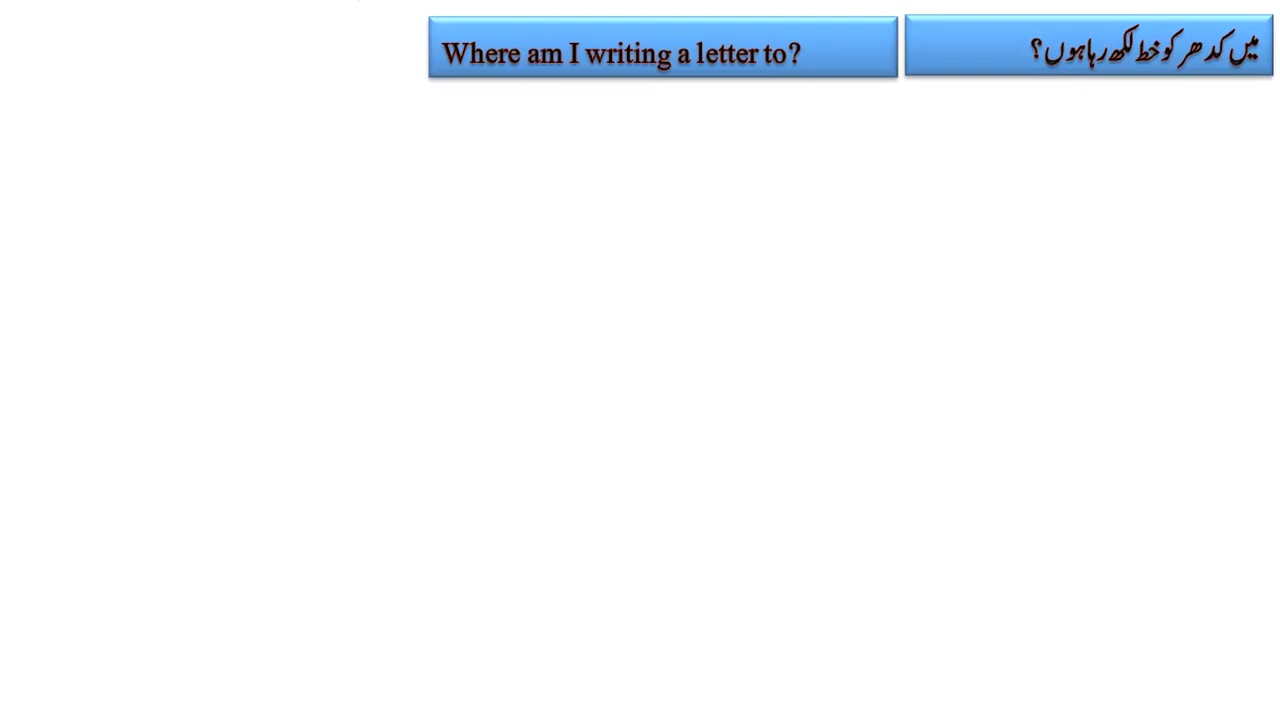 Where am I writing a letter to?
میں کدھر کو خط لکھ رہا ہوں؟